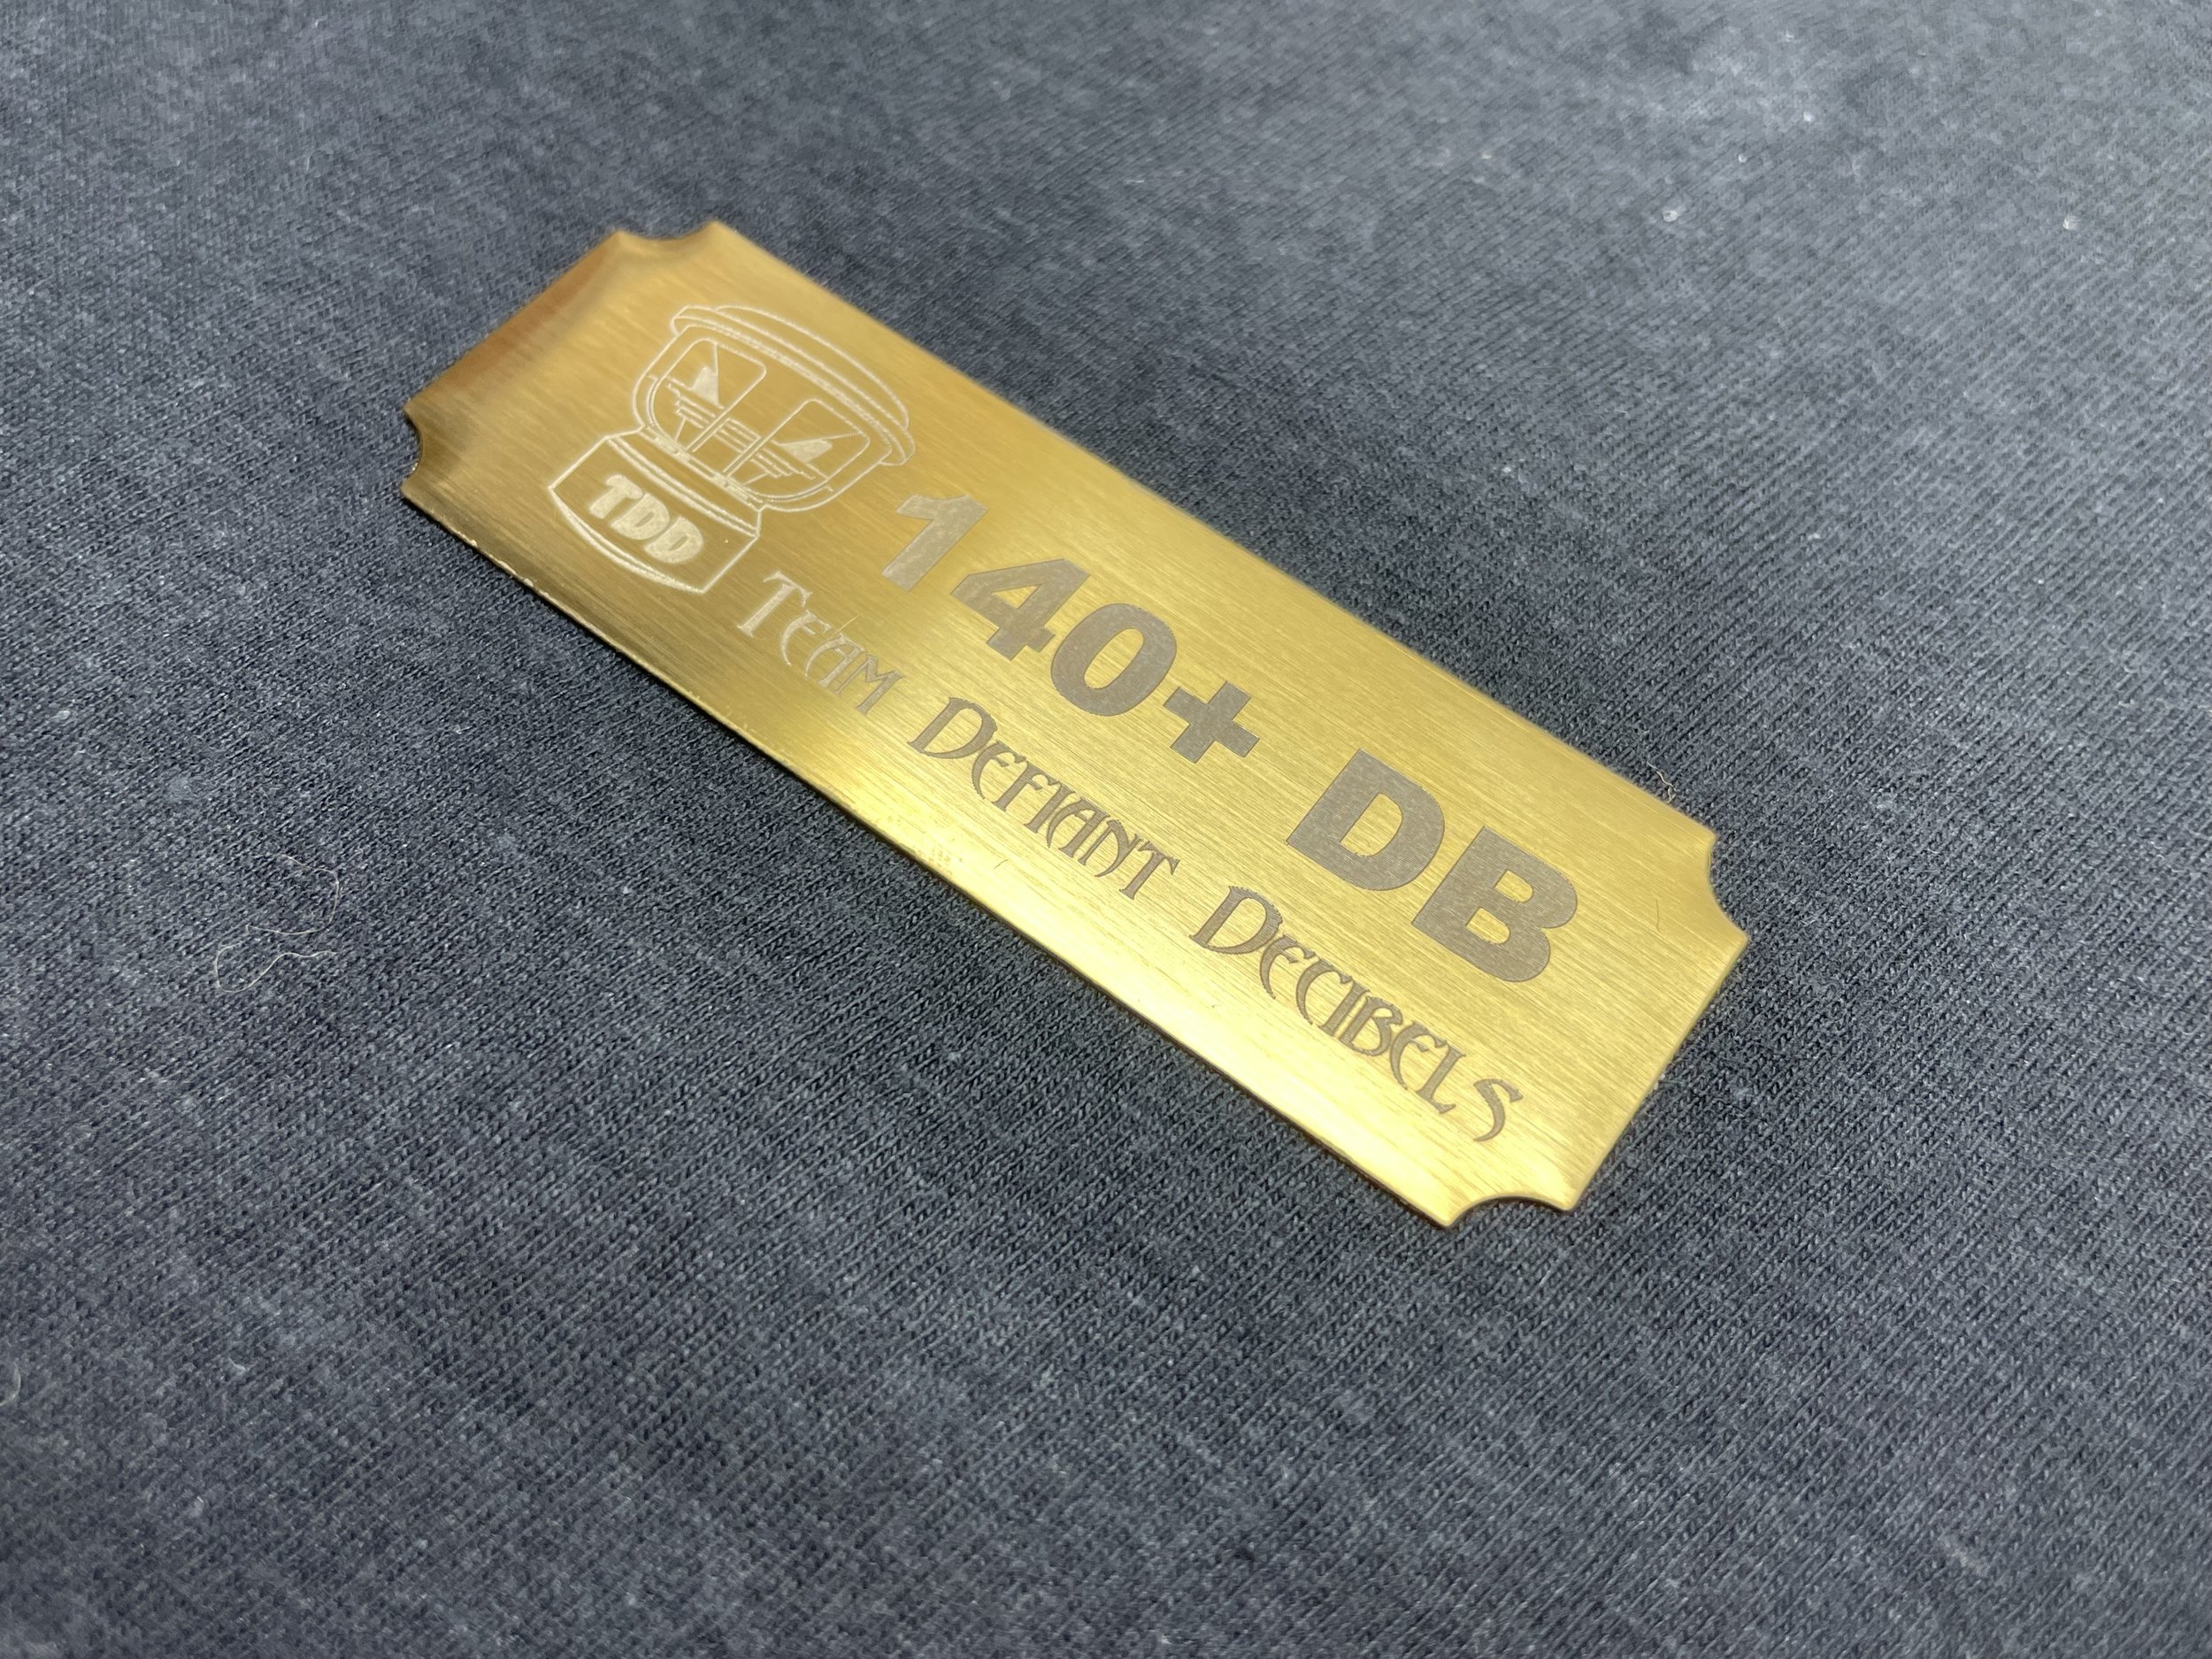 TDD
140+ DB
TEAM DEFIANT DECIBELS